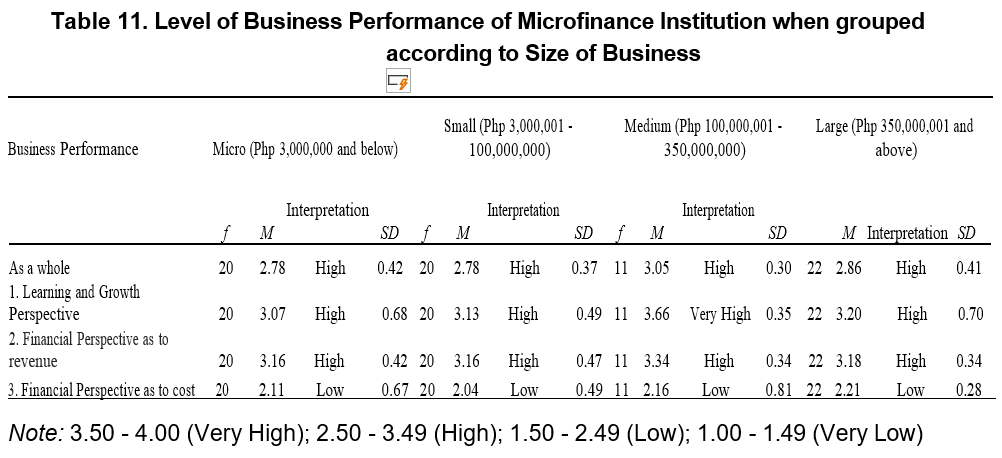 Table 11. Level of Business Performance of Microfinance Institution when grouped
according to Size of Business
Business Performance Micro (Php 3,000,000 and below) Small (Php 3,000,001 - 100,000,000) Medium (Php 100,000,001 - 350,000,000) Large (Php 350,000,001 and above)
Interpretation Interpretation Interpretation
f M SD f M SD f M SD M Interpretation SD
As a whole 20 2.78 High 0.42 20 2.78 High 0.37 11 3.05 High 0.30 22 2.86 High 0.41
1. Learning and Growth
Perspective 20 3.07 High 0.68 20 3.13 High 0.49 11 3.66 Very High 0.35 22 3.20 High 0.70
2. Financial Perspective as to
revenue 20 3.16 High 0.42 20 3.16 High 0.47 11 3.34 High 0.34 22 3.18 High 0.34
3. Financial Perspective as to cost 20 2.11 Low 0.67 20 2.04 Low 0.49 11 2.16 Low 0.81 22 2.21 Low 0.28
Note: 3.50 - 4.00 (Very High); 2.50 - 3.49 (High); 1.50 - 2.49 (Low); 1.00 - 1.49 (Very Low)